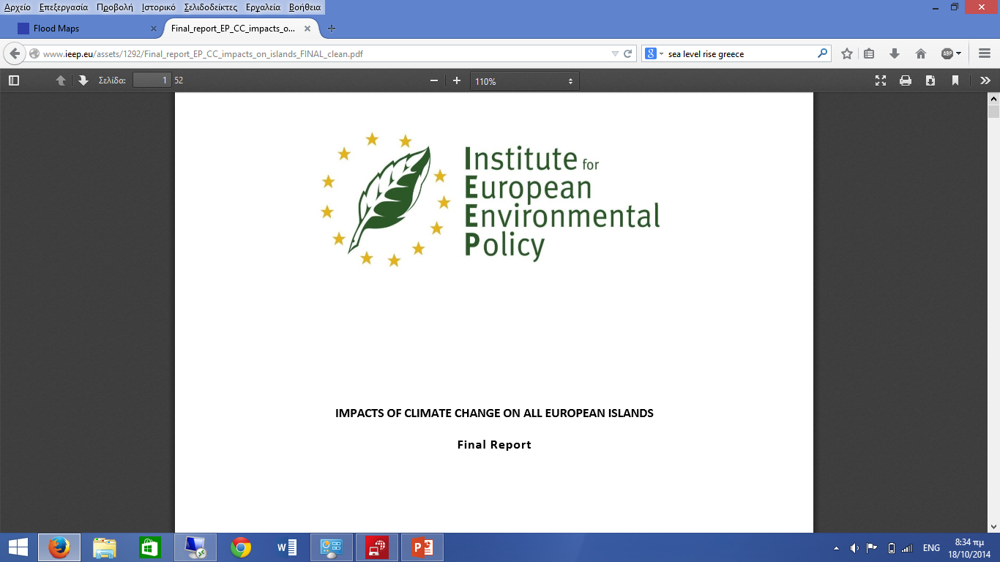 Αρχείο Επεξεργασία Προβολή Ιστορικό Σελιδοδείκτες Εργαλεία Βοήθεια
Flood Maps
Final_report_EP_CC_impacts_o...
www.ieep.eu/assets/1292/Final_report_EP_CC_impacts_on_islands_FINAL_clean.pdf
sea level rise greece
ABP
Σελίδα: 1 52
110%
Institute for
European
Environmental
Policy
IMPACTS OF CLIMATE CHANGE ON ALL EUROPEAN ISLANDS
Final Report
ENG
8:34 πμ
18/10/2014